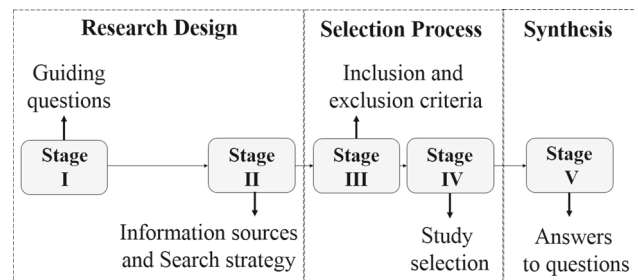 Research Design
Selection Process
Synthesis
Guiding
questions
Inclusion and
exclusion criteria
Stage
I
Stage
II
Stage
III
Stage
IV
Stage
V
Information sources
and Search strategy
Study
selection
Answers
to questions